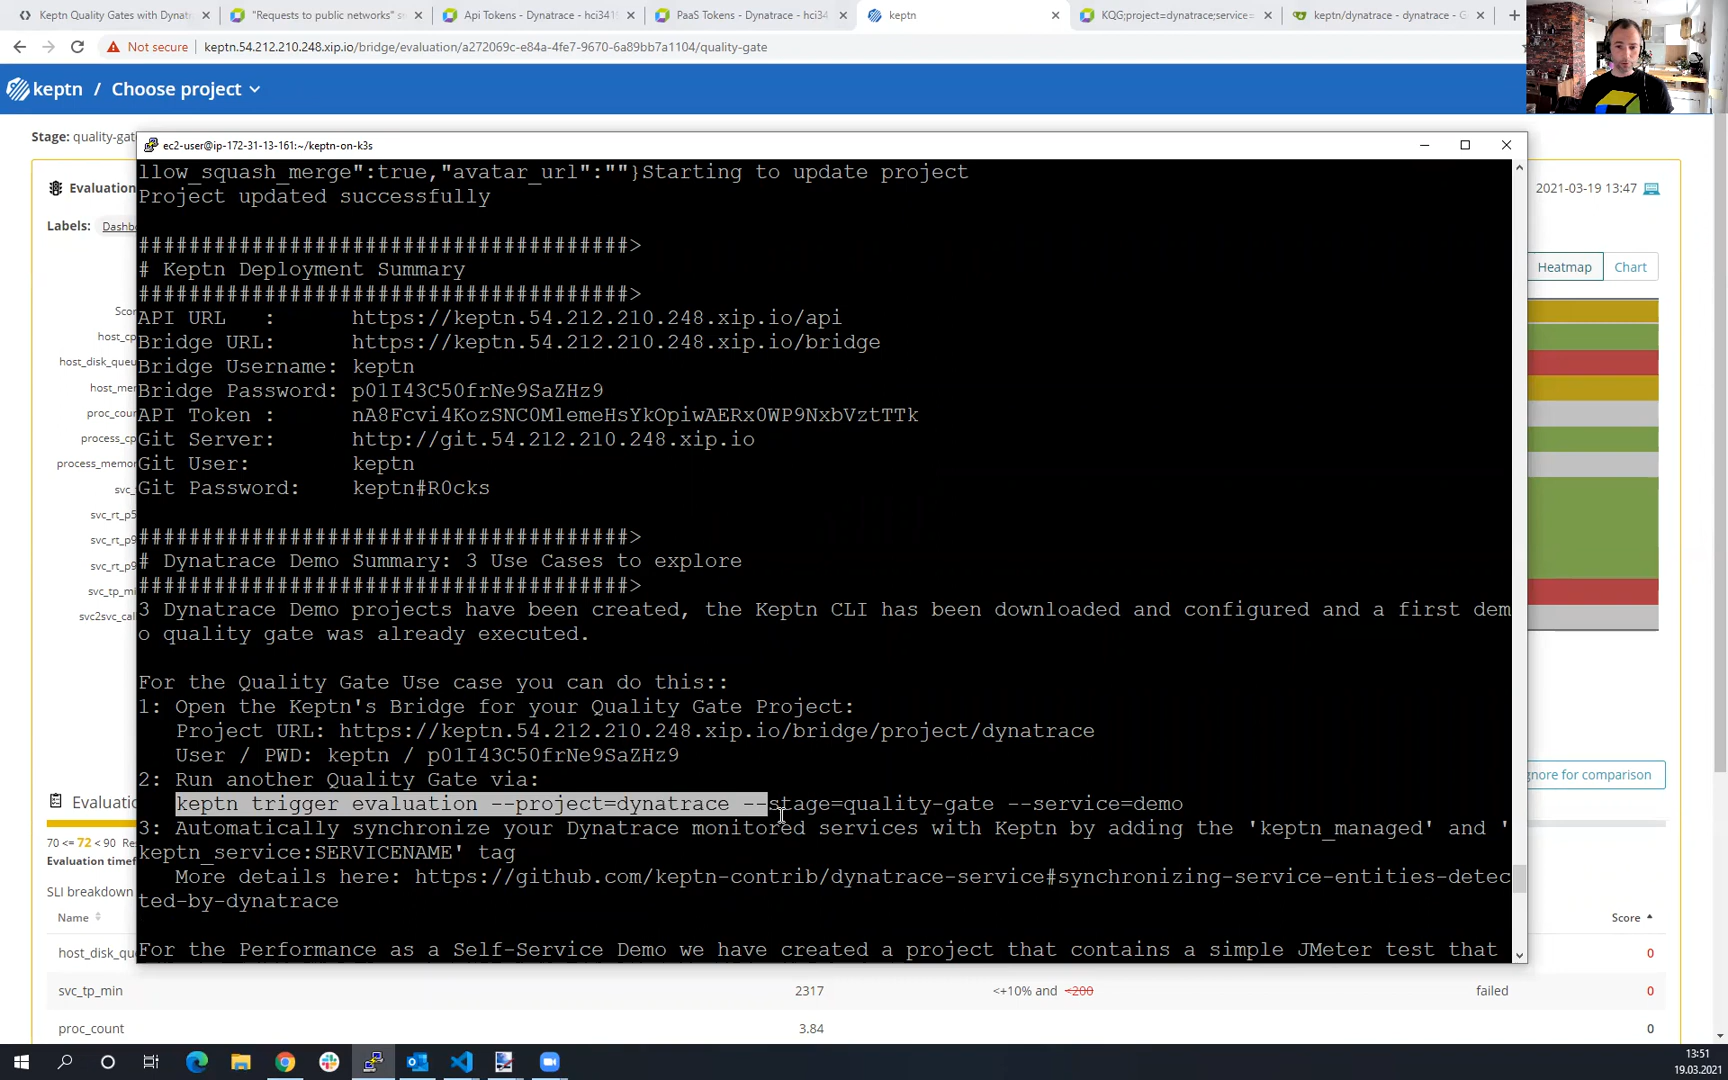 Keptn Quality Gates with Dynat
"Requests to public networks" s
Api Tokens - Dynatrace - hci341
PaaS Tokens - Dynatrace - hci34
keptn
KQG;project=dynatrace;service=
keptn/dynatrace - dynatrace - G
Not secure
keptn.54.212.210.248.xip.io/bridge/evaluation/a272069c-e84a-4fe7-9670-6a89bb7a1104/quality-gate
keptn / Choose project
Stage: quality-gat
ec2-user@ip-172-31-13-161:~/keptn-on-k3s
Evaluation
2021-03-19 13:47
Labels: Dashb
Heatmap
Chart
Scor
host_cp
host_disk_queu
host_me
proc_count
process_cp
process_memor
svc_
svc_rt_p5
svc_rt_p9
svc_rt_p9
svc_tp_mi
svc2svc_cal
llow_squash_merge":true,"avatar_url":""}Starting to update project
Project updated successfully
#######################################>
# Keptn Deployment Summary
#######################################>
API URL   :      https://keptn.54.212.210.248.xip.io/api
Bridge URL:      https://keptn.54.212.210.248.xip.io/bridge
Bridge Username: keptn
Bridge Password: p01I43C50frNe9SaZHz9
API Token :      nA8Fcvi4KozSNC0MlemeHsYkOpiwAERx0WP9NxbVztTTk
Git Server:      http://git.54.212.210.248.xip.io
Git User:        keptn
Git Password:    keptn#R0cks
#######################################>
# Dynatrace Demo Summary: 3 Use Cases to explore
#######################################>
3 Dynatrace Demo projects have been created, the Keptn CLI has been downloaded and configured and a first dem
o quality gate was already executed.
For the Quality Gate Use case you can do this::
1: Open the Keptn's Bridge for your Quality Gate Project:
Project URL: https://keptn.54.212.210.248.xip.io/bridge/project/dynatrace
User / PWD: keptn / p01I43C50frNe9SaZHz9
2: Run another Quality Gate via:
keptn trigger evaluation --project=dynatrace --stage=quality-gate --service=demo
3: Automatically synchronize your Dynatrace monitored services with Keptn by adding the 'keptn_managed' and '
keptn_service:SERVICENAME' tag
More details here: https://github.com/keptn-contrib/dynatrace-service#synchronizing-service-entities-detec
ted-by-dynatrace
For the Performance as a Self-Service Demo we have created a project that contains a simple JMeter test that
gnore for comparison
Evaluatio
70 <= 72 < 90 Res
Evaluation timef
SLI breakdown
Name
Score
host_disk_qu
0
svc_tp_min
2317
<+10% and <200
failed
0
proc_count
3.84
0
13:51
19.03.2021